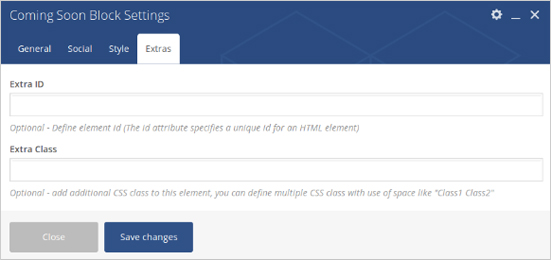 Coming Soon Block Settings
General Social Style Extras
Extra ID
Optional - Define element id (The id attribute specifies a unique id for an HTML element)
Extra Class
Optional - add additional CSS class to this element, you can define multiple CSS class with use of space like "Class1 Class2"
Close Save changes